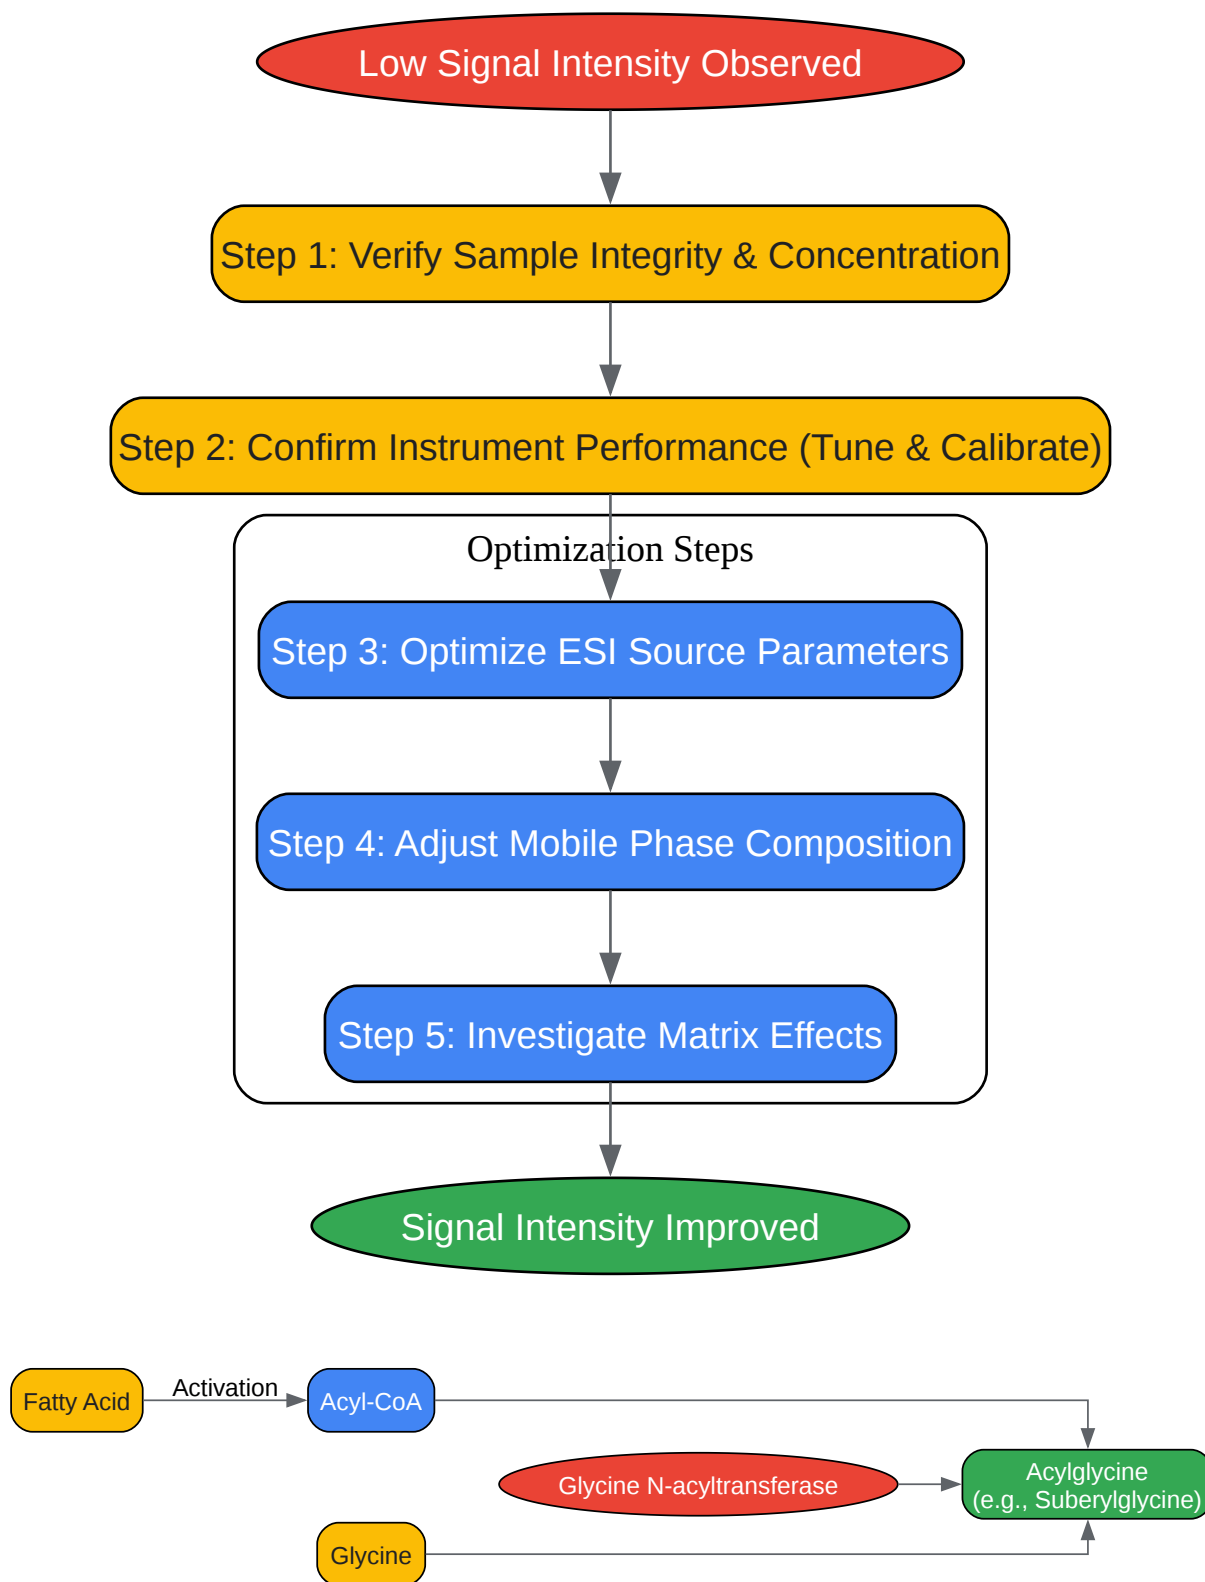 Low Signal Intensity Observed
Step 1: Verify Sample Integrity & Concentration
Step 2: Confirm Instrument Performance (Tune & Calibrate)
Optimization Steps
Step 3: Optimize ESI Source Parameters
Step 4: Adjust Mobile Phase Composition
Step 5: Investigate Matrix Effects
Signal Intensity Improved
Fatty Acid
Activation
Acyl-CoA
Glycine N-acyltransferase
Acylglycine
(e.g., Suberylglycine)
Glycine